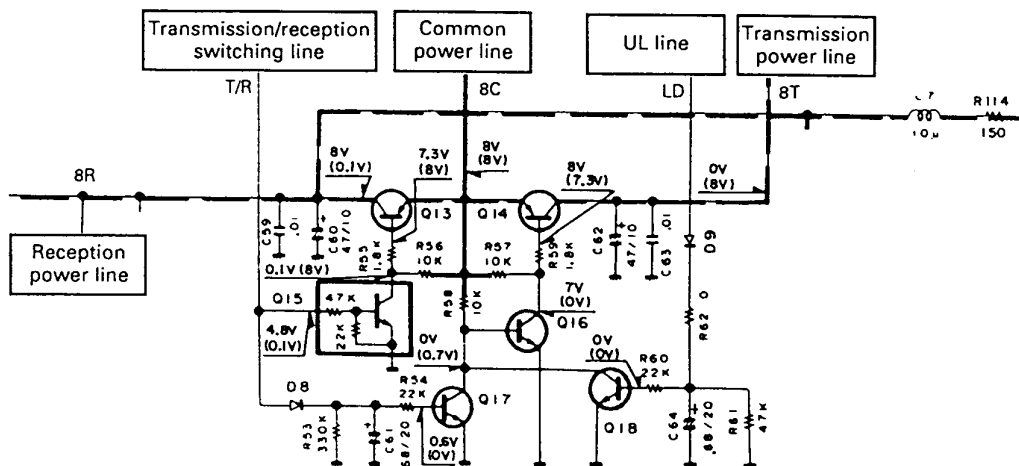 Transmission/reception
switching line
Common
power line
UL line
Transmission
power line
T/R
8C
LD
8T
R114
10µ
150
8V
(0.1V)
7.3V
(8V)
8V
(8V)
8V
(7.3V)
0V
(8V)
8R
Q13
Q14
C59
.01
C60
47/10
R55
1.8K
R56
10K
R57
10K
R59
1.8K
C62
47/10
C63
.01
D9
Reception
power line
0.1V(8V)
R58
10K
7V
(0V)
Q15
47K
22K
Q16
4.8V
(0.1V)
0V
(0.7V)
0V
(0V)
R60
22K
R62 0
D8
R54
22K
Q17
Q18
R53
330K
C61
.68/20
0.6V
(0V)
C64
.68/20
R61
47K